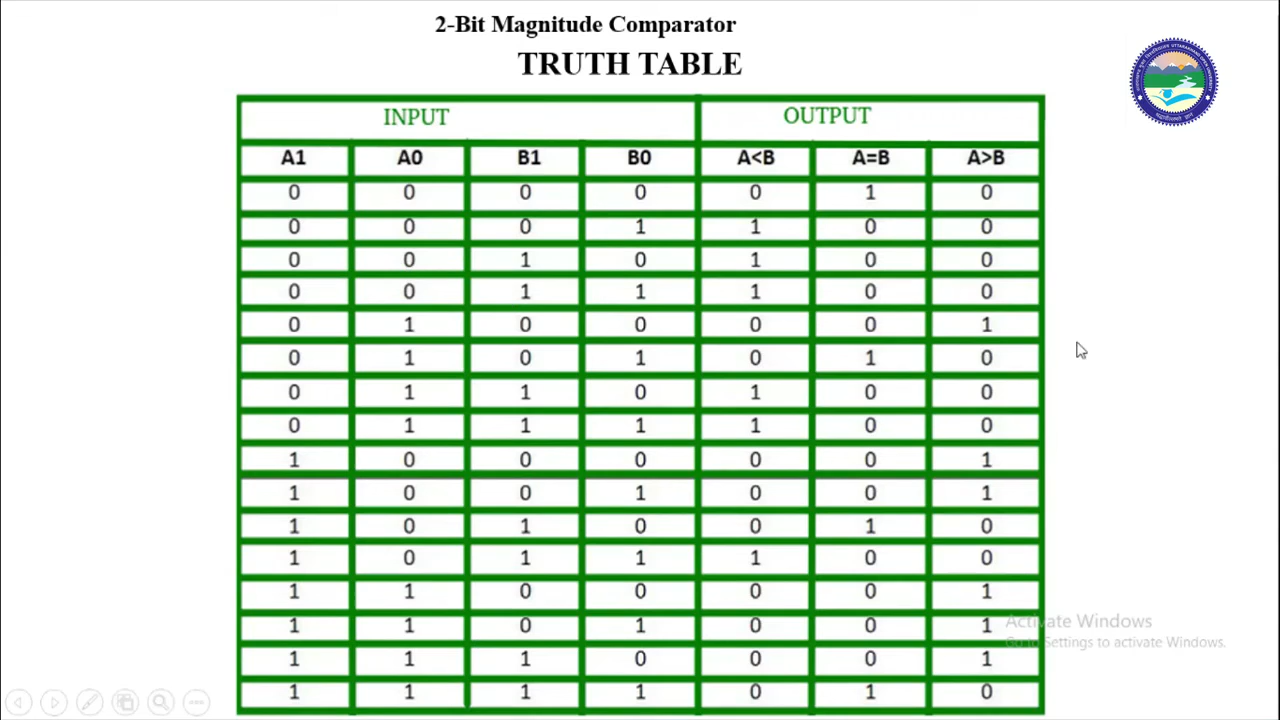 2-Bit Magnitude Comparator
TRUTH TABLE
INPUT OUTPUT
A1 A0 B1 B0 A<B A=B A>B
0 0 0 0 0 1 0
0 0 0 1 1 0 0
0 0 1 0 1 0 0
0 0 1 1 1 0 0
0 1 0 0 0 0 1
0 1 0 1 0 1 0
0 1 1 0 1 0 0
0 1 1 1 1 0 0
1 0 0 0 0 0 1
1 0 0 1 0 0 1
1 0 1 0 0 1 0
1 0 1 1 1 0 0
1 1 0 0 0 0 1
1 1 0 1 0 0 1
1 1 1 0 0 0 1
1 1 1 1 0 1 0
Activate Windows
Go to Settings to activate Windows.